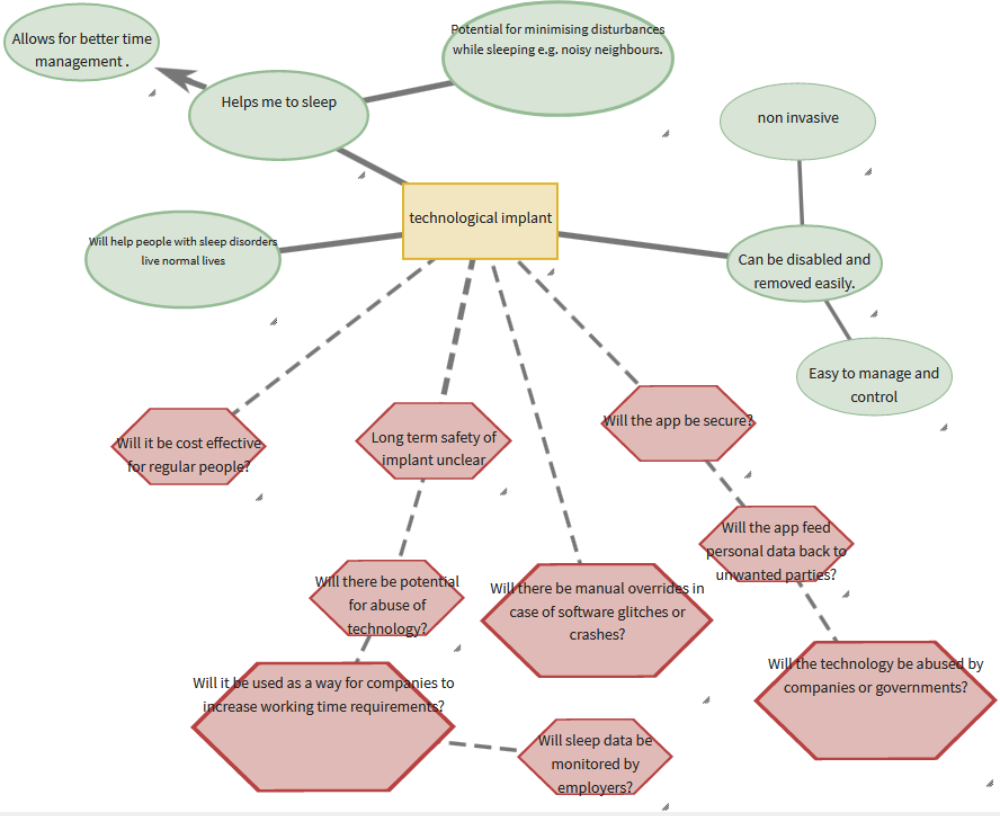 Allows for better time
management .
Potential for minimising disturbances
while sleeping e.g. noisy neighbours.
Helps me to sleep
non invasive
technological implant
Will help people with sleep disorders
live normal lives
Can be disabled and
removed easily.
Easy to manage and
control
Will it be cost effective
for regular people?
Long term safety of
implant unclear
Will the app be secure?
Will the app feed
personal data back to
unwanted parties?
Will there be potential
for abuse of
technology?
Will there be manual overrides in
case of software glitches or
crashes?
Will it be used as a way for companies to
increase working time requirements?
Will the technology be abused by
companies or governments?
Will sleep data be
monitored by
employers?